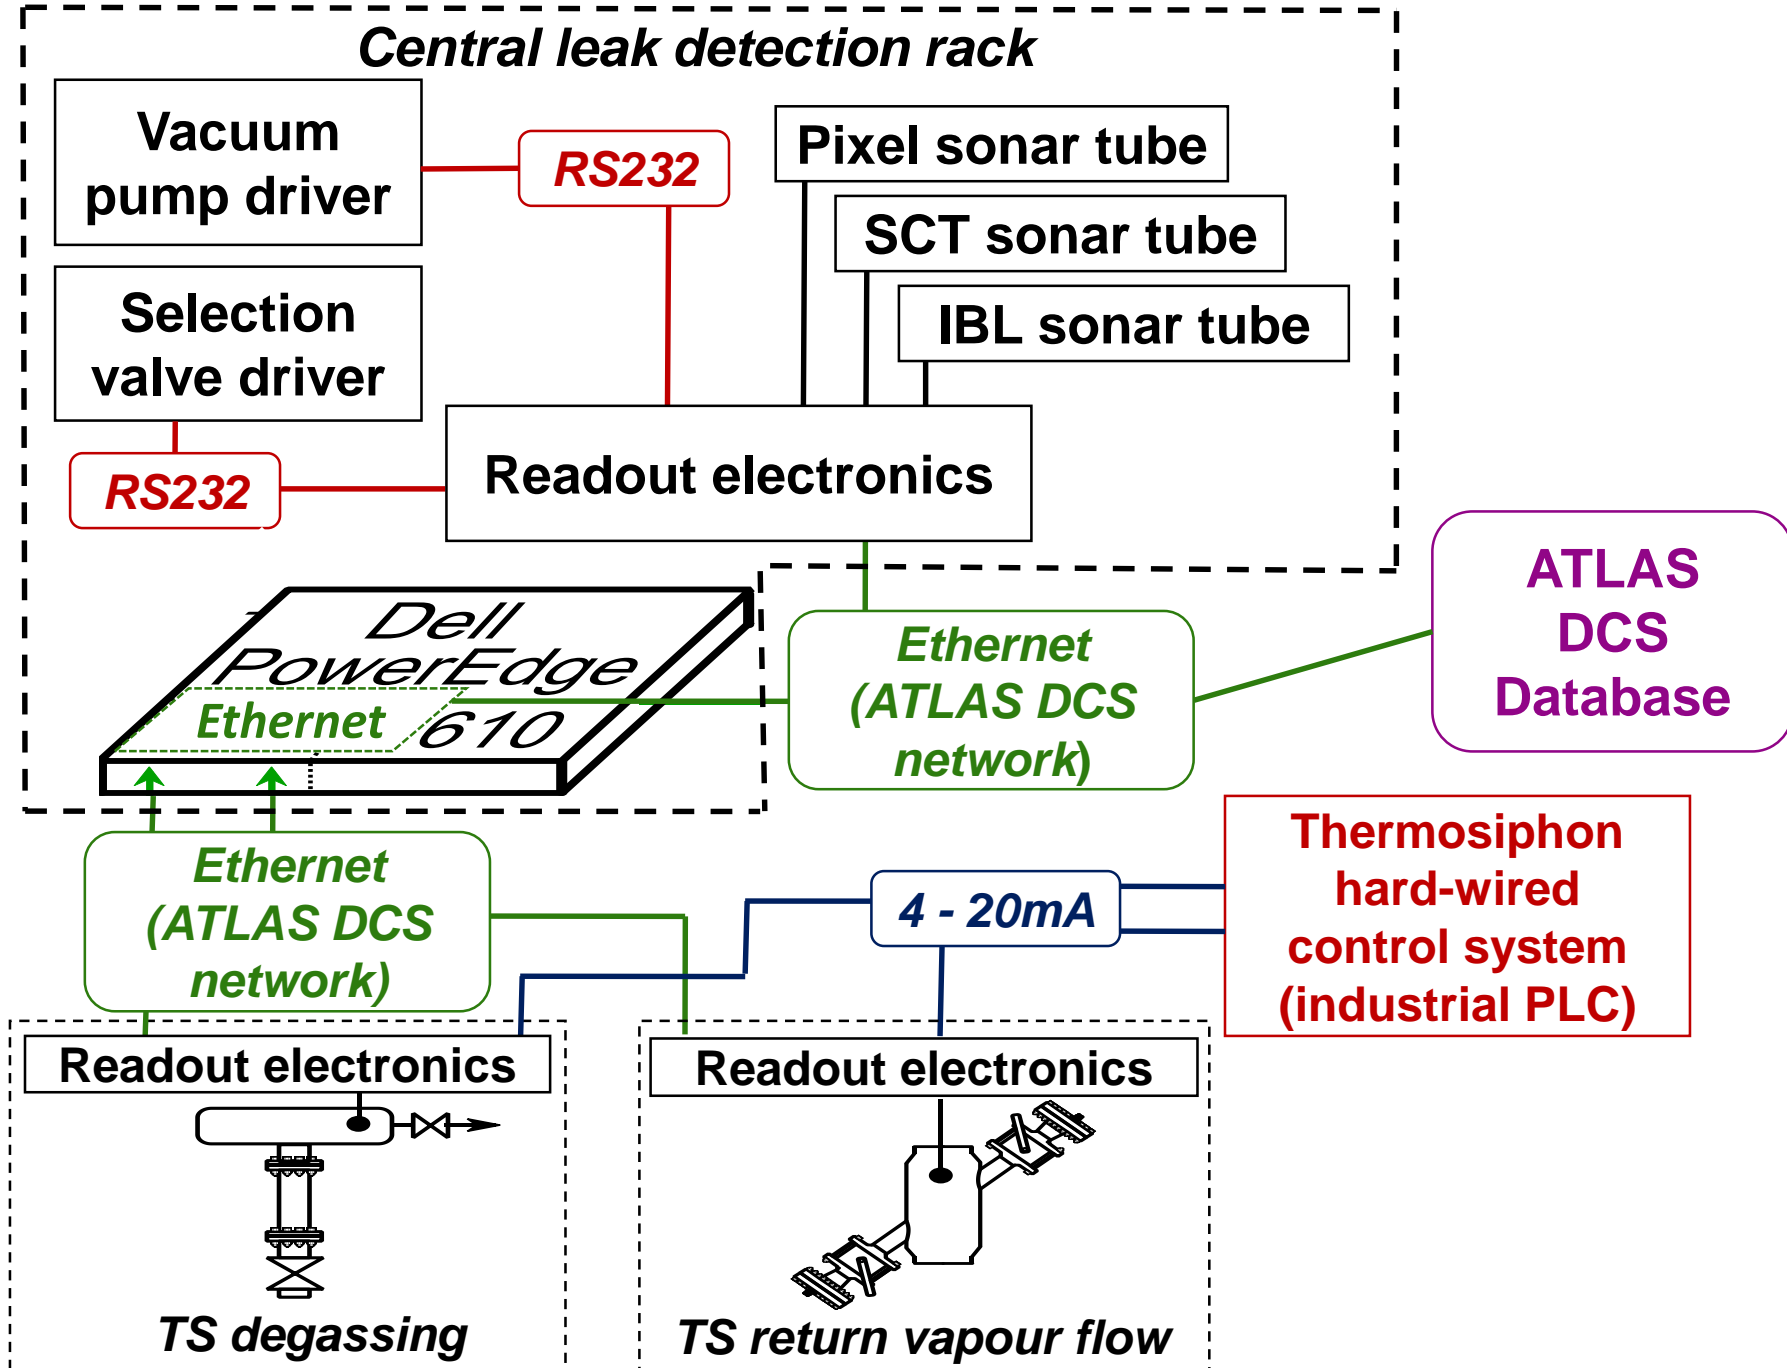 Central leak detection rack
Vacuum
pump driver
RS232
Pixel sonar tube
SCT sonar tube
IBL sonar tube
Selection
valve driver
RS232
Readout electronics
Dell
PowerEdge
610
Ethernet
Ethernet
(ATLAS DCS
network)
ATLAS
DCS
Database
Ethernet
(ATLAS DCS
network)
4 - 20mA
Thermosiphon
hard-wired
control system
(industrial PLC)
Readout electronics
Readout electronics
TS degassing
TS return vapour flow